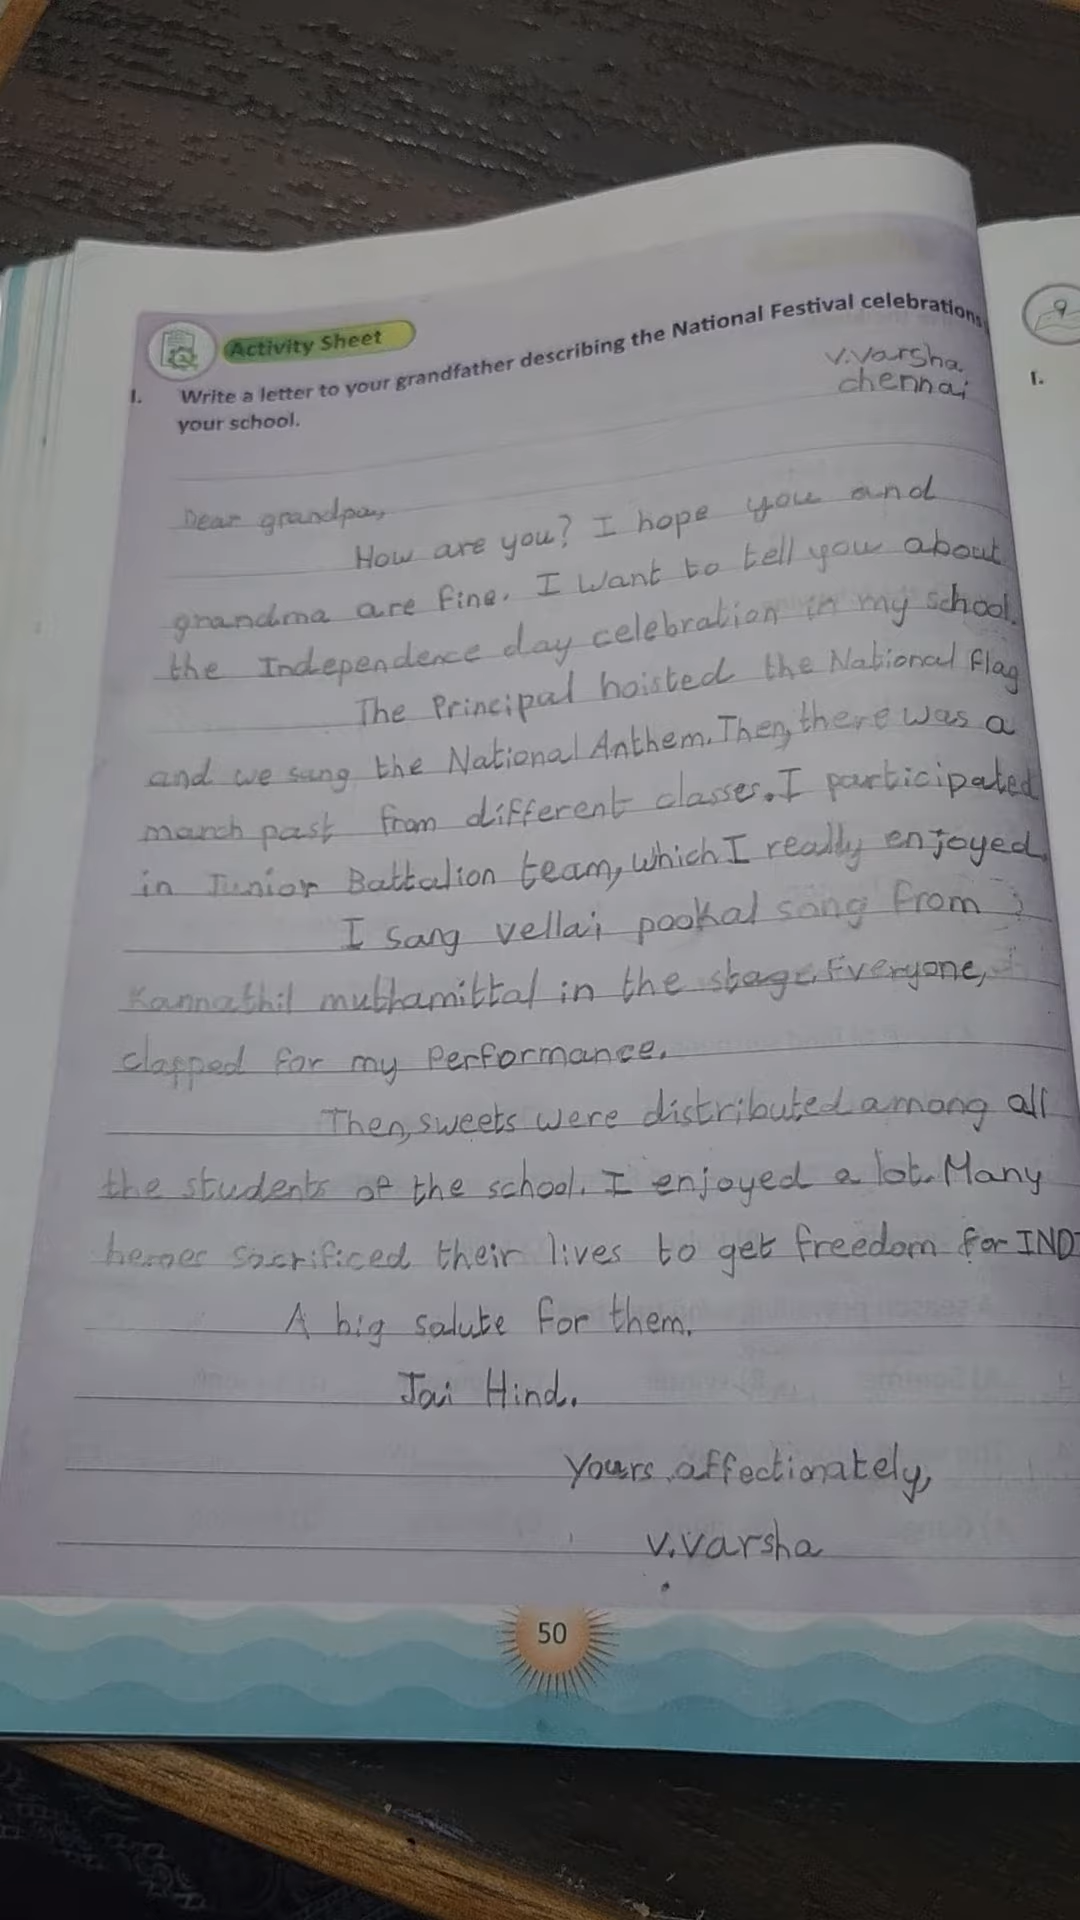 Activity Sheet
1. Write a letter to your grandfather describing the National Festival celebrations
your school.
V.Varsha
chennai
Dear grandpa,
How are you? I hope you and
grandma are fine. I want to tell you about
the Independence day celebration in my school.
The Principal hoisted the National flag
and we sang the National Anthem. Then, there was a
march past from different classes. I participated
in Junior Battalion team, which I really enjoyed.
I sang vellai pookal song from
Kannathil muthamittal in the stage. Everyone,
clapped for my performance.
Then, sweets were distributed among all
the students of the school. I enjoyed a lot. Many
heroes sacrificed their lives to get freedom for
A big salute for them.
Jai Hind.
Yours affectionately,
V.Varsha
50
9
1.